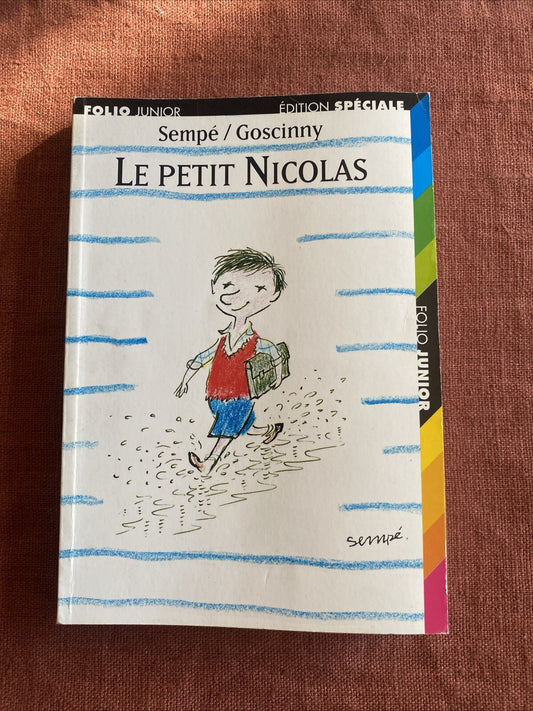 FOLIO JUNIOR ÉDITION SPÉCIALE
Sempé / Goscinny
LE PETIT NICOLAS
FOLIO JUNIOR
sempé.